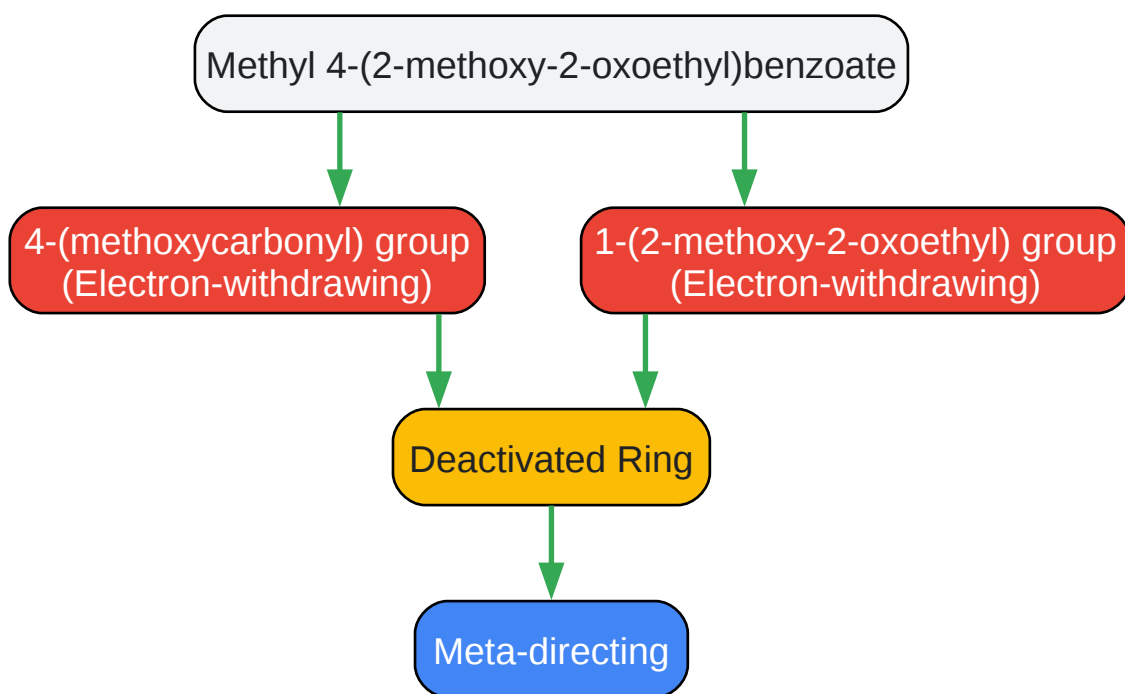 Methyl 4-(2-methoxy-2-oxoethyl)benzoate
4-(methoxycarbonyl) group
(Electron-withdrawing)
1-(2-methoxy-2-oxoethyl) group
(Electron-withdrawing)
Deactivated Ring
Meta-directing